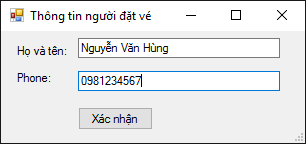 Thông tin người đặt vé
Họ và tên: Nguyễn Văn Hùng
Phone: 0981234567
Xác nhận